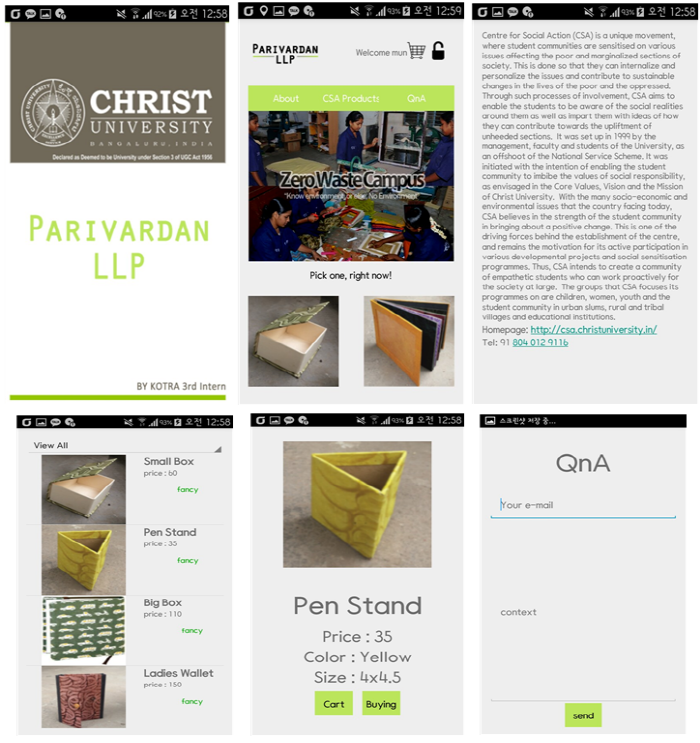 92% 오전 12:58
CHRIST
UNIVERSITY
BANGALURU, INDIA
Declared as Deemed to be University under Section 3 of UGC Act 1956
PARIVARDAN
LLP
BY KOTRA 3rd Intern
93% 오전 12:59
PARIVARDAN
LLP
Welcome mun
About CSA Products QnA
Zero Waste Campus
"Know environment or else, No Environment"
Pick one, right now!
93% 오전 12:58
Centre for Social Action (CSA) is a unique movement,
where student communities are sensitised on various
issues affecting the poor and marginalized sections of
society. This is done so that they can internalize and
personalize the issues and contribute to sustainable
changes in the lives of the poor and the oppressed.
Through such processes of involvement, CSA aims to
enable the students to be aware of the social realities
around them as well as impart them with ideas of how
they can contribute towards the upliftment of
unheeded sections. It was set up in 1999 by the
management, faculty and students of the University, as
an offshoot of the National Service Scheme. It was
initiated with the intention of enabling the student
community to imbibe the values of social responsibility,
as envisaged in the Core Values, Vision and the Mission
of Christ University. With the many socio-economic and
environmental issues that the country facing today,
CSA believes in the strength of the student community
in bringing about a positive change. This is one of the
driving forces behind the establishment of the centre,
and remains the motivation for its active participation in
various developmental projects and social sensitisation
programmes. Thus, CSA intends to create a community
of empathetic students who can work proactively for
the society at large. The groups that CSA focuses its
programmes on are children, women, youth and the
student community in urban slums, rural and tribal
villages and educational institutions.
Homepage: http://csa.christuniversity.in/
Tel: 91 804 012 9116
93% 오전 12:58
View All
Small Box
price : 60
fancy
Pen Stand
price : 35
fancy
Big Box
price : 110
fancy
Ladies Wallet
price : 150
fancy
93% 오전 12:58
Pen Stand
Price : 35
Color : Yellow
Size : 4x4.5
Cart Buying
스크린샷 저장 중...
QnA
Your e-mail
context
send